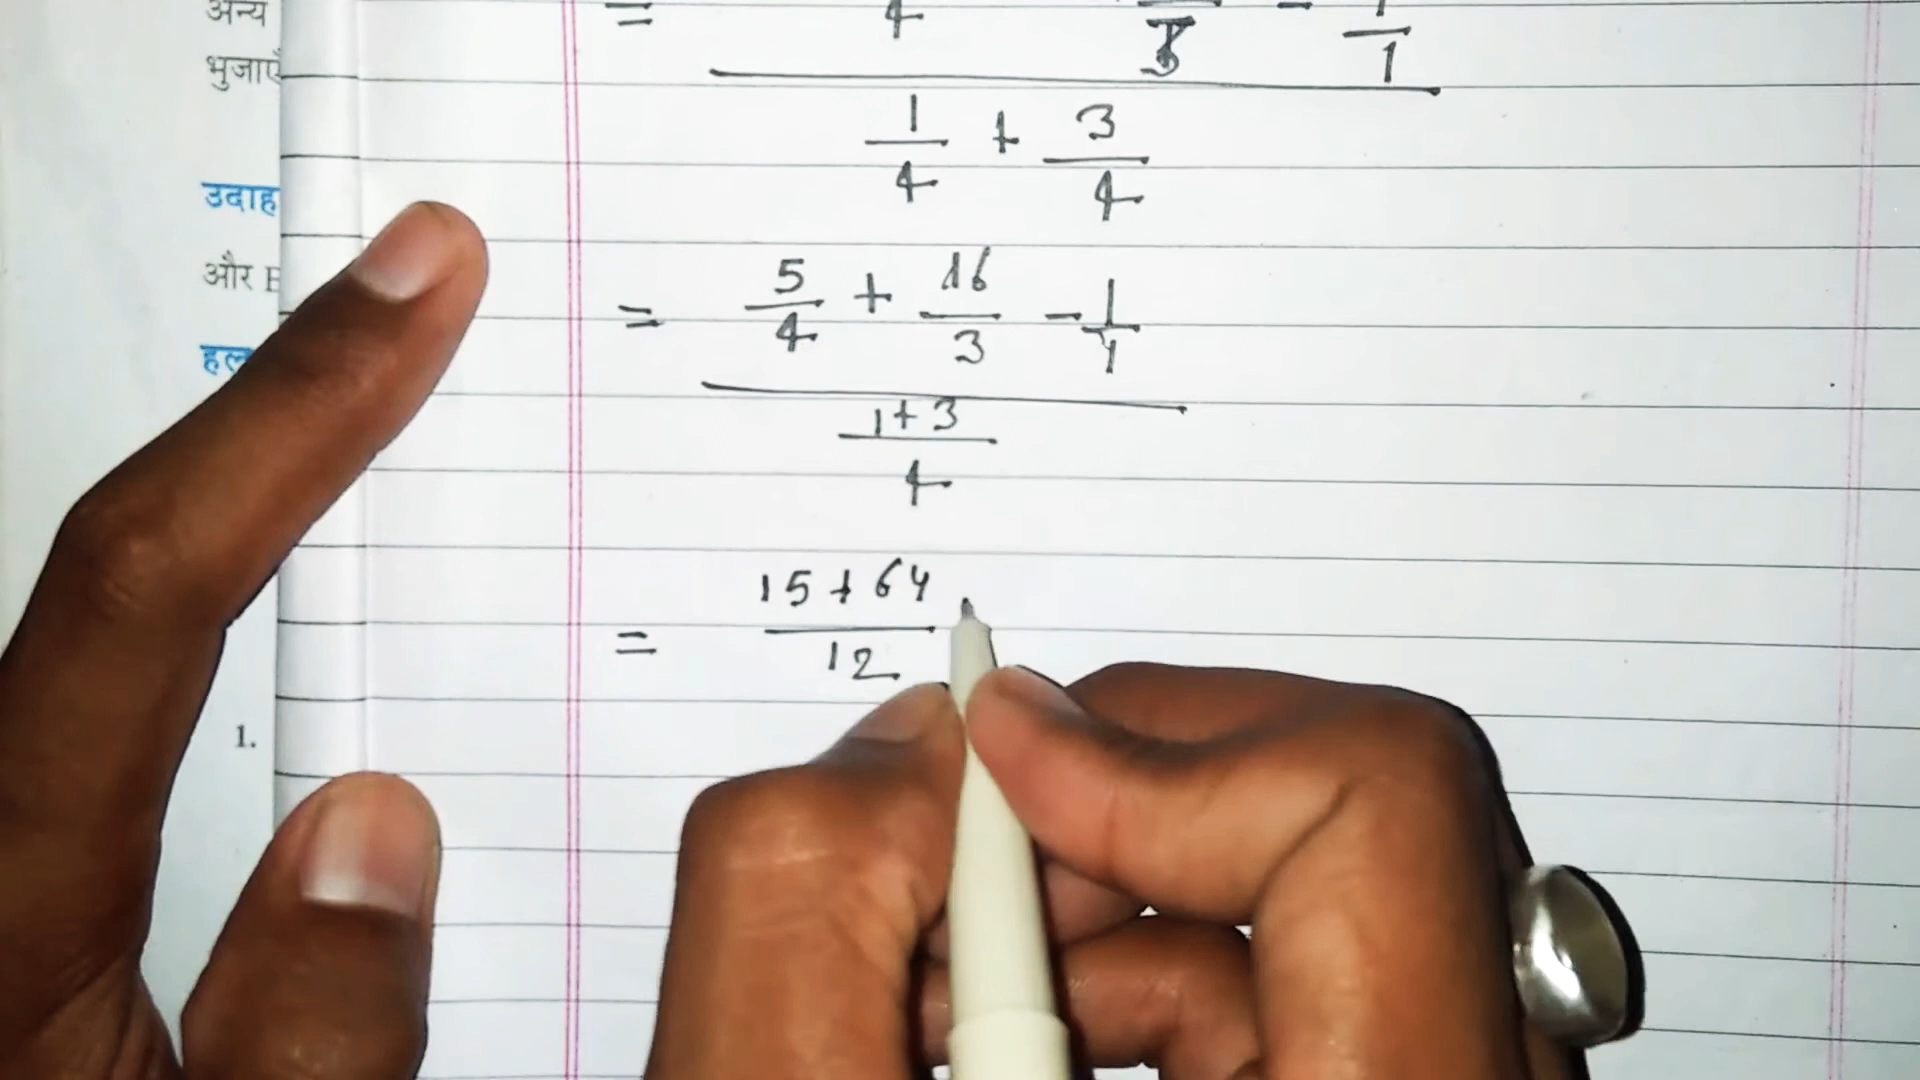 अन्य
भुजाएँ
उदाह
और
हल
1.
= 4 3 - 1/1
1/4 + 3/4
= 5/4 + 16/3 - 1/1
1+3/4
= 15+64/12